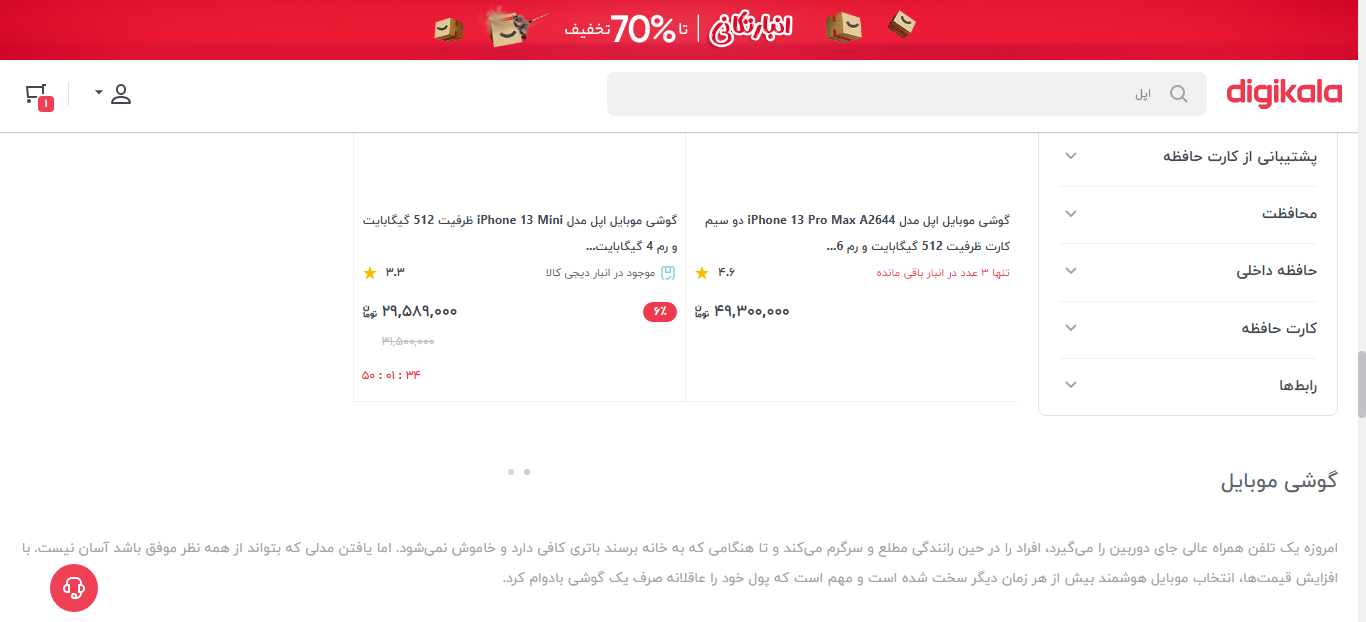 انبارتکانی | تا 70% تخفیف
digikala
اپل
۱
پشتیبانی از کارت حافظه
محافظت
حافظه داخلی
کارت حافظه
رابط‌ها
گوشی موبایل اپل مدل iPhone 13 Pro Max A2644 دو سیم
کارت ظرفیت 512 گیگابایت و رم 6...
تنها ۳ عدد در انبار باقی مانده
۴.۶
۴۹,۳۰۰,۰۰۰ تومان
گوشی موبایل اپل مدل iPhone 13 Mini ظرفیت 512 گیگابایت
و رم 4 گیگابایت...
موجود در انبار دیجی کالا
۳.۳
۶٪
۲۹,۵۸۹,۰۰۰ تومان
۳۱,۵۰۰,۰۰۰
۵۰ : ۰۱ : ۳۴
گوشی موبایل
امروزه یک تلفن همراه عالی جای دوربین را می‌گیرد، افراد را در حین رانندگی مطلع و سرگرم می‌کند و تا هنگامی که به خانه برسند باتری کافی دارد و خاموش نمی‌شود. اما یافتن مدلی که بتواند از همه نظر موفق باشد آسان نیست. با
افزایش قیمت‌ها، انتخاب موبایل هوشمند بیش از هر زمان دیگر سخت شده است و مهم است که پول خود را عاقلانه صرف یک گوشی بادوام کرد.